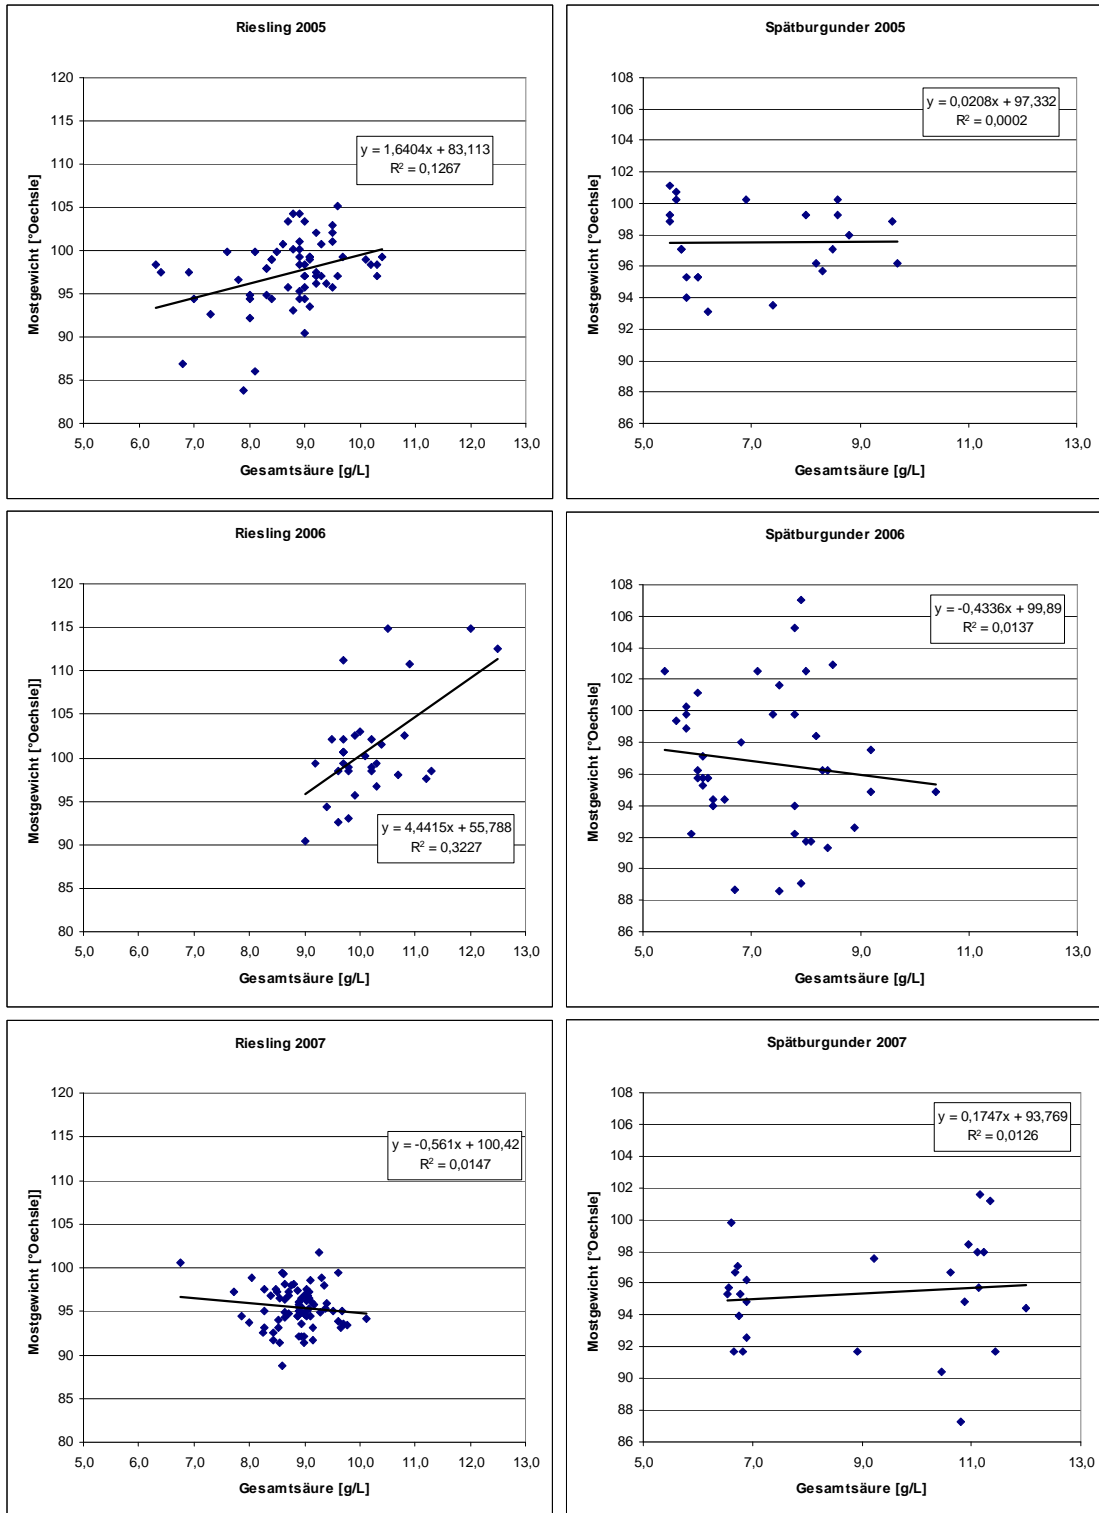 Riesling 2005
Mostgewicht [°Oechsle]
120
115
110
105
100
95
90
85
80
y = 1,6404x + 83,113
R² = 0,1267
5,0 6,0 7,0 8,0 9,0 10,0 11,0 12,0 13,0
Gesamtsäure [g/L]
Spätburgunder 2005
Mostgewicht [°Oechsle]
108
106
104
102
100
98
96
94
92
90
88
86
y = 0,0208x + 97,332
R² = 0,0002
5,0 7,0 9,0 11,0 13,0
Gesamtsäure [g/L]
Riesling 2006
Mostgewicht [°Oechsle]]
120
115
110
105
100
95
90
85
80
y = 4,4415x + 55,788
R² = 0,3227
5,0 6,0 7,0 8,0 9,0 10,0 11,0 12,0 13,0
Gesamtsäure [g/L]
Spätburgunder 2006
Mostgewicht [°Oechsle]
108
106
104
102
100
98
96
94
92
90
88
86
y = -0,4336x + 99,89
R² = 0,0137
5,0 7,0 9,0 11,0 13,0
Gesamtsäure [g/L]
Riesling 2007
Mostgewicht [°Oechsle]]
120
115
110
105
100
95
90
85
80
y = -0,561x + 100,42
R² = 0,0147
5,0 6,0 7,0 8,0 9,0 10,0 11,0 12,0 13,0
Gesamtsäure [g/L]
Spätburgunder 2007
Mostgewicht [°Oechsle]
108
106
104
102
100
98
96
94
92
90
88
86
y = 0,1747x + 93,769
R² = 0,0126
5,0 7,0 9,0 11,0 13,0
Gesamtsäure [g/L]